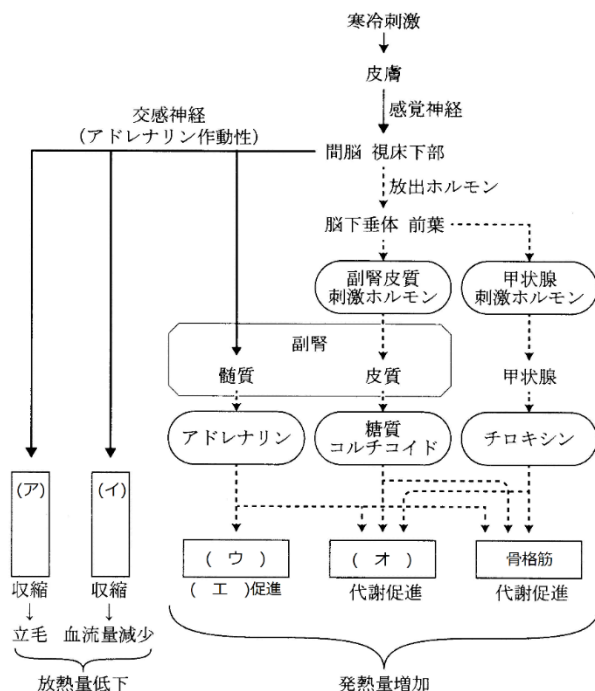 寒冷刺激
皮膚
感覚神経
交感神経
(アドレナリン作動性)
間脳 視床下部
放出ホルモン
脳下垂体 前葉
副腎皮質
刺激ホルモン
甲状腺
刺激ホルモン
副腎
髄質
皮質
甲状腺
アドレナリン
糖質
コルチコイド
チロキシン
(ア)
(イ)
( ウ )
( オ )
骨格筋
収縮
収縮
( エ )促進
代謝促進
代謝促進
立毛
血流量減少
放熱量低下
発熱量増加